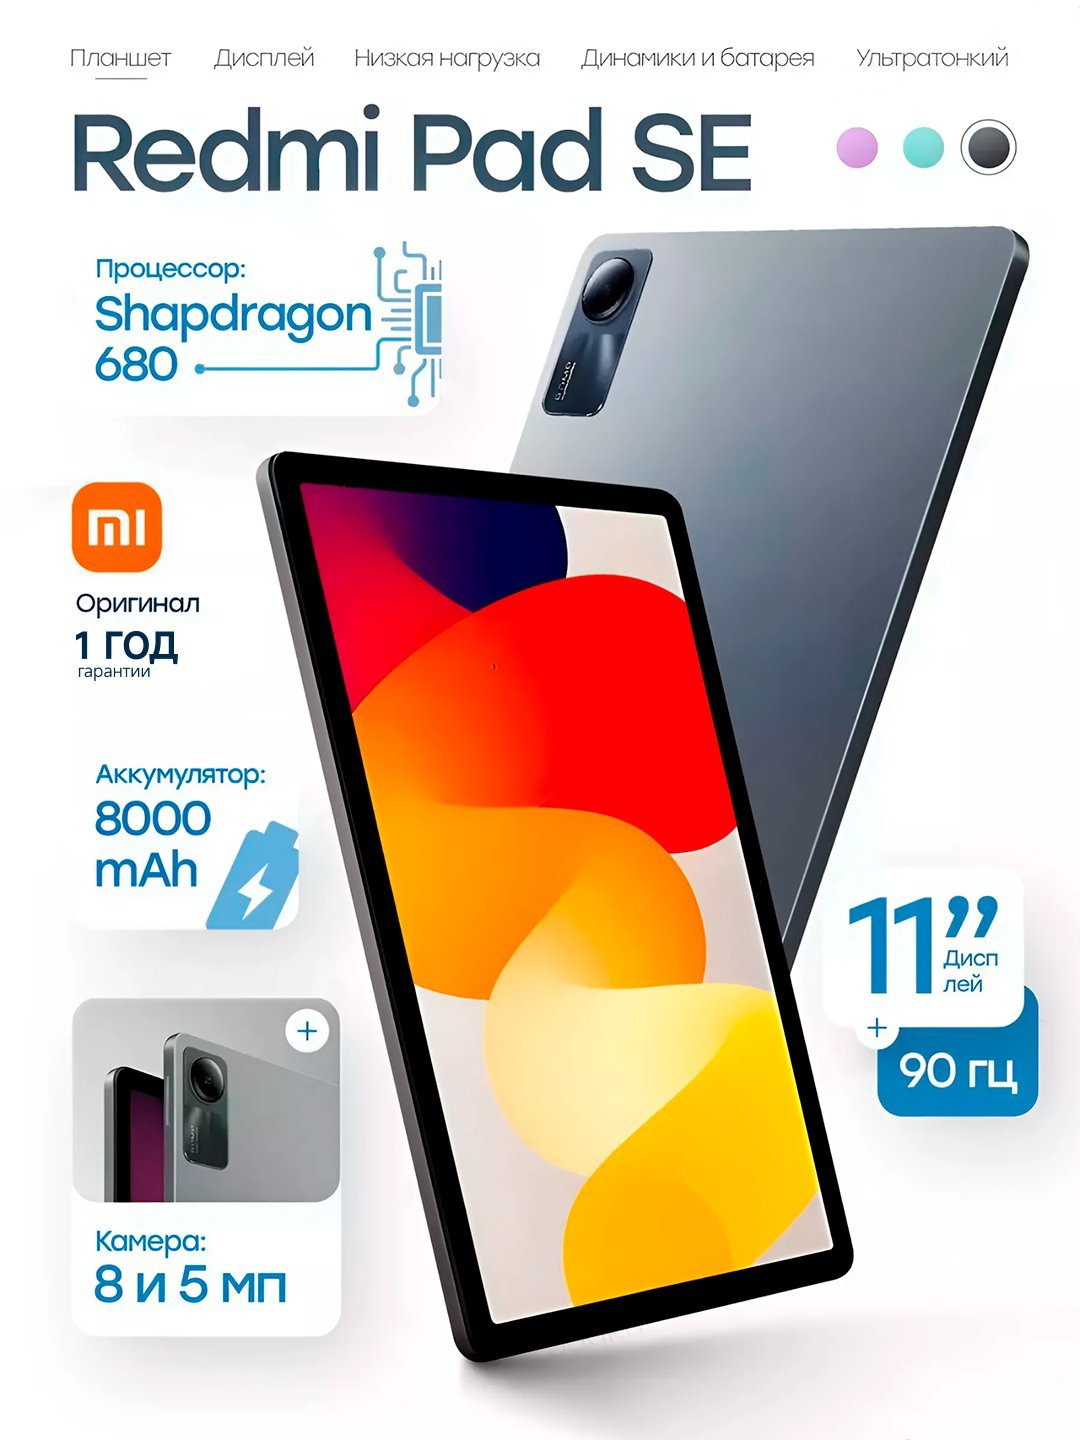 Планшет Дисплей Низкая нагрузка Динамики и батарея Ультратонкий
Redmi Pad SE
Процессор:
Shapdragon
680
mi
Оригинал
1 ГОД
гарантии
Аккумулятор:
8000
mAh
11”
Дисп
лей
+
90 гц
+
Камера:
8 и 5 мп